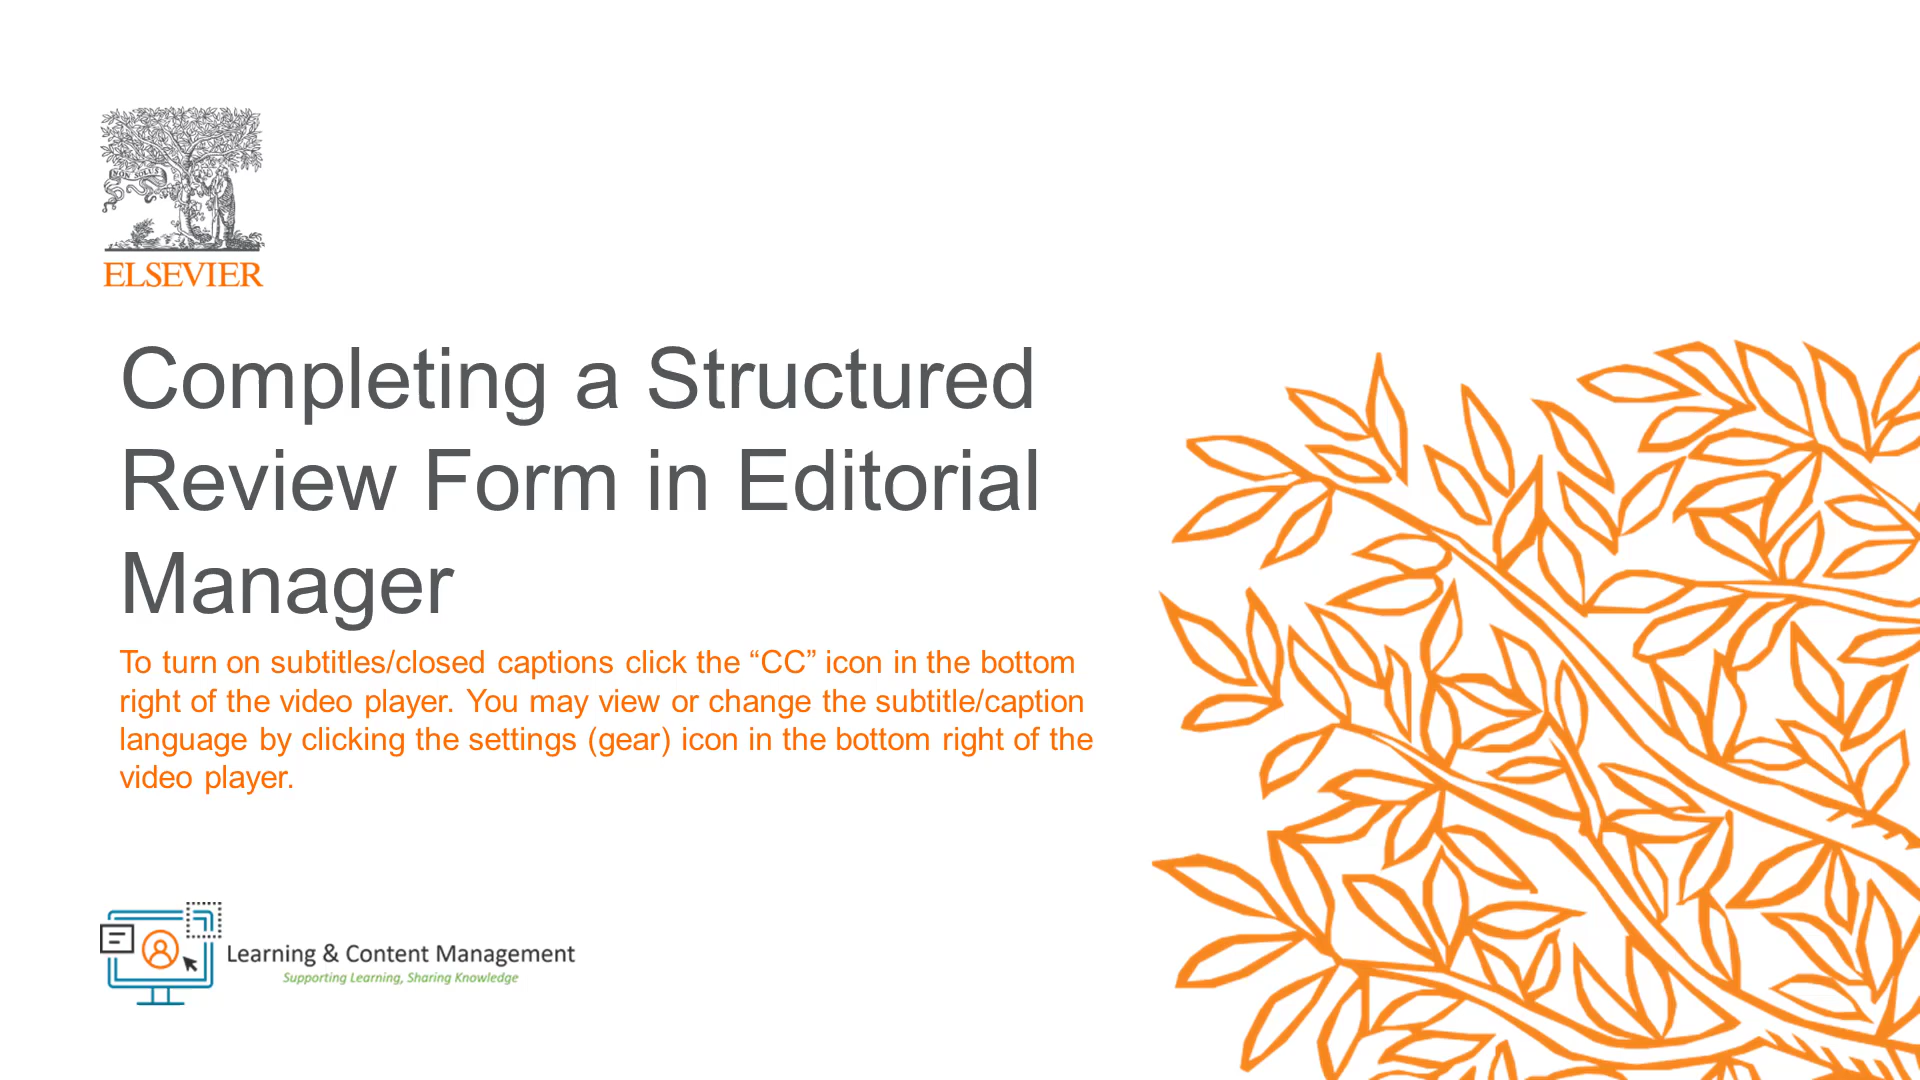 NON SOLUS
ELSEVIER
Completing a Structured
Review Form in Editorial
Manager
To turn on subtitles/closed captions click the “CC” icon in the bottom
right of the video player. You may view or change the subtitle/caption
language by clicking the settings (gear) icon in the bottom right of the
video player.
Learning & Content Management
Supporting Learning, Sharing Knowledge